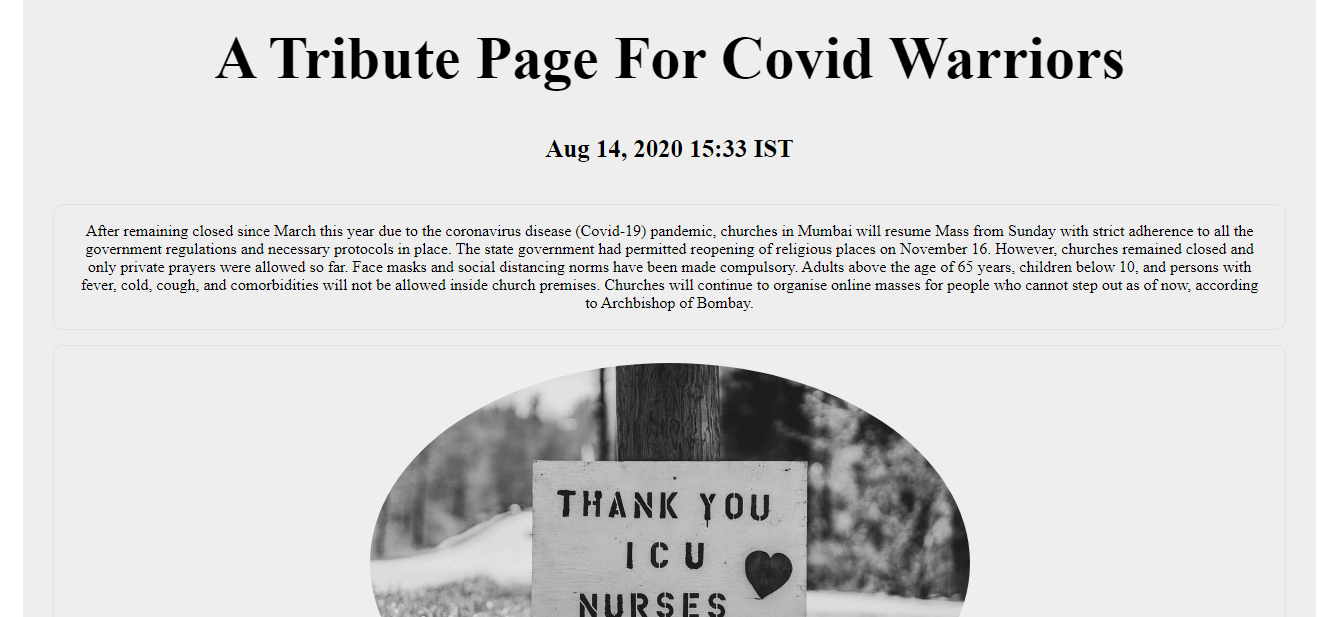 A Tribute Page For Covid Warriors
Aug 14, 2020 15:33 IST
After remaining closed since March this year due to the coronavirus disease (Covid-19) pandemic, churches in Mumbai will resume Mass from Sunday with strict adherence to all the
government regulations and necessary protocols in place. The state government had permitted reopening of religious places on November 16. However, churches remained closed and
only private prayers were allowed so far. Face masks and social distancing norms have been made compulsory. Adults above the age of 65 years, children below 10, and persons with
fever, cold, cough, and comorbidities will not be allowed inside church premises. Churches will continue to organise online masses for people who cannot step out as of now, according
to Archbishop of Bombay.
THANK YOU
ICU
NURSES